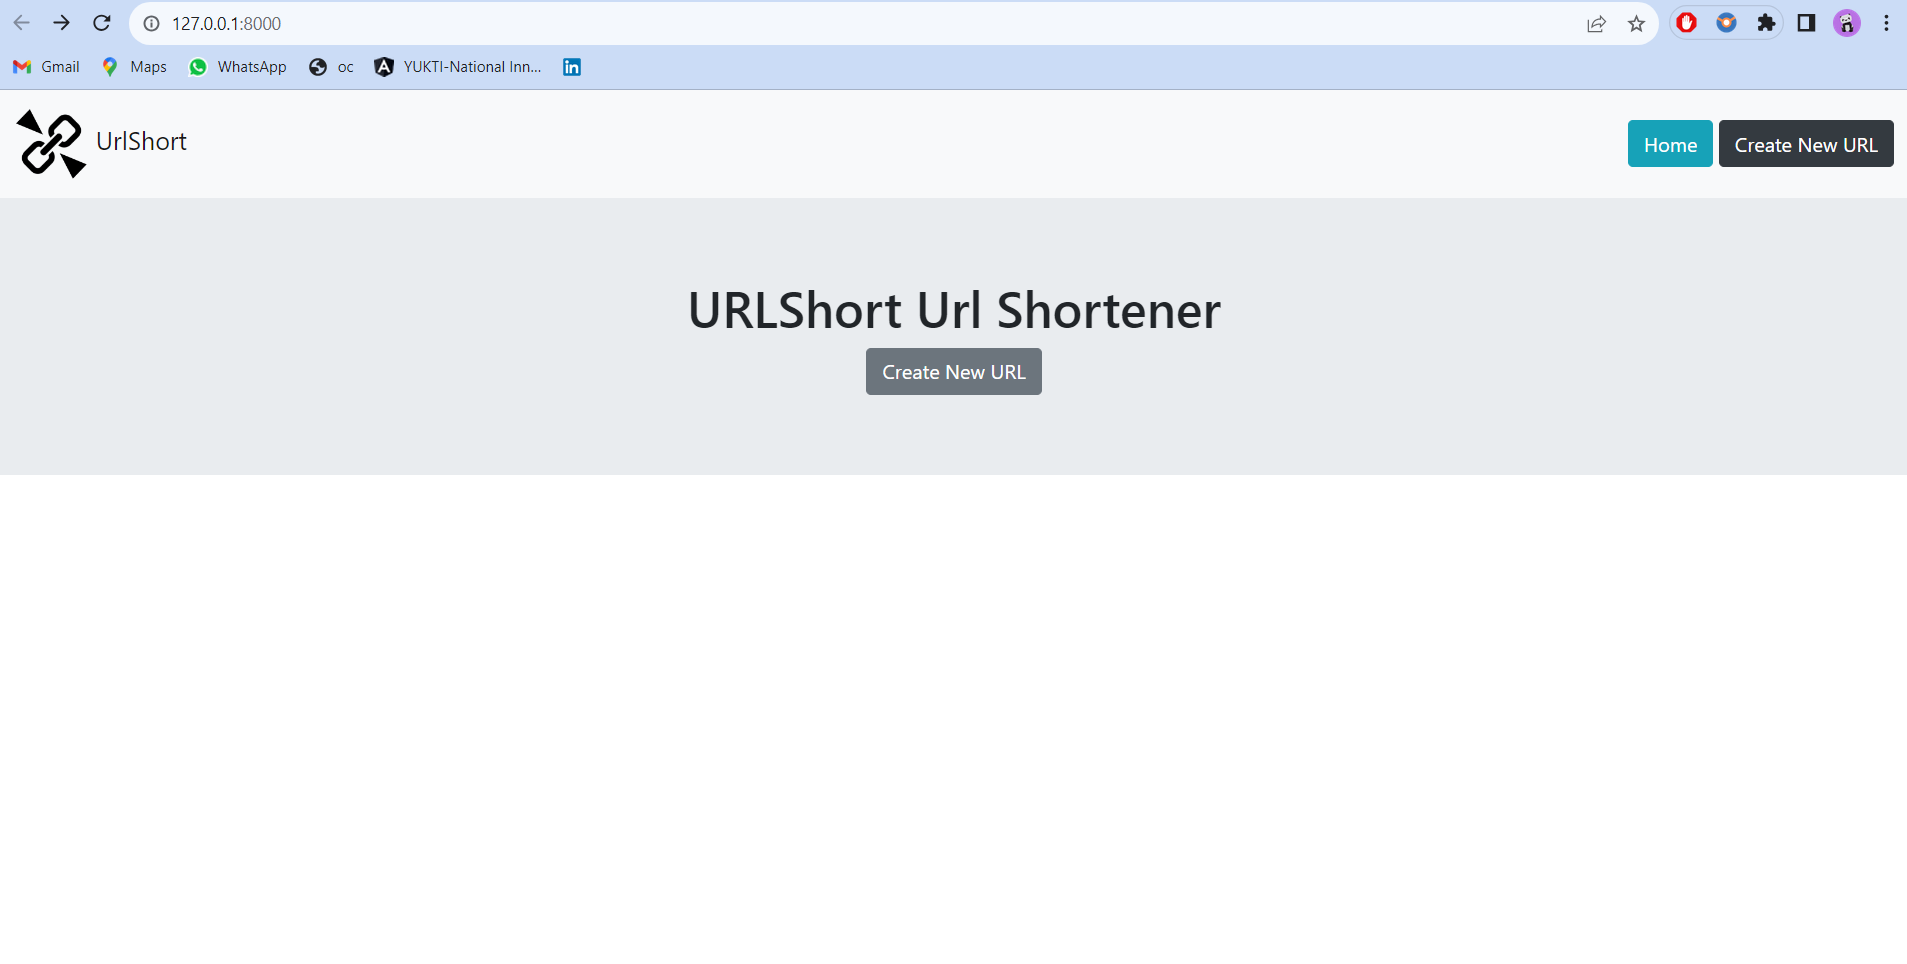 127.0.0.1:8000
Gmail Maps WhatsApp oc YUKTI-National Inn... in
UrlShort
Home Create New URL
URLShort Url Shortener
Create New URL